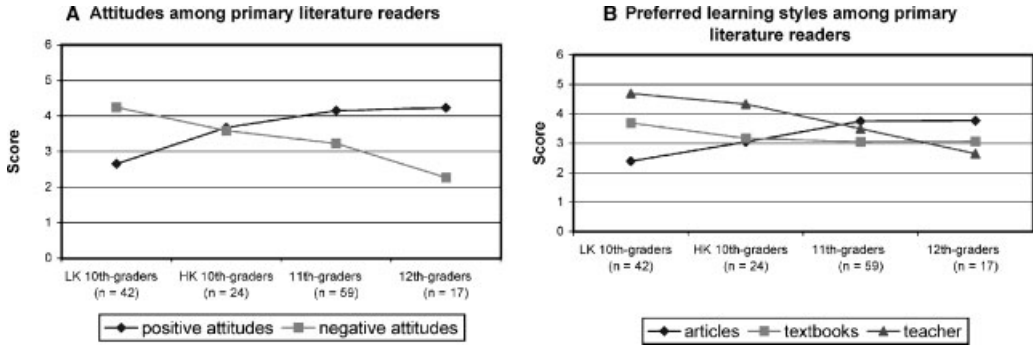 A Attitudes among primary literature readers
6
5
4
3
2
1
0
Score
LK 10th-graders HK 10th-graders 11th-graders 12th-graders
(n = 42) (n = 24) (n = 59) (n = 17)
positive attitudes negative attitudes
B Preferred learning styles among primary
literature readers
6
5
4
3
2
1
0
Score
LK 10th-graders HK 10th-graders 11th-graders 12th-graders
(n = 42) (n = 24) (n = 59) (n = 17)
articles textbooks teacher